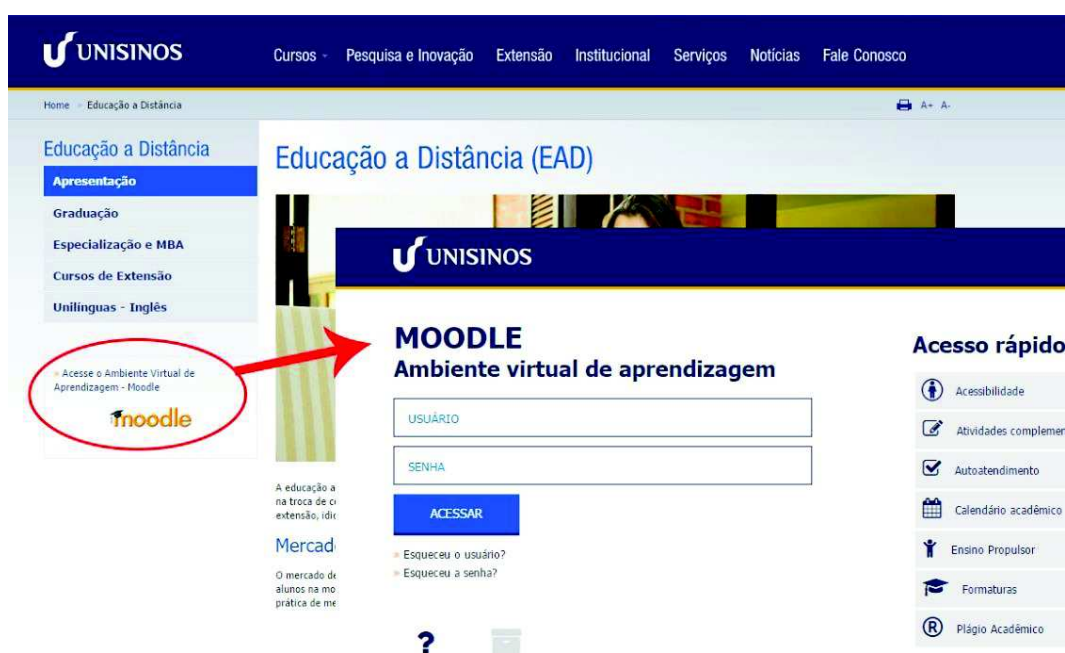 UNISINOS
Cursos Pesquisa e Inovação Extensão Institucional Serviços Notícias Fale Conosco
Home Educação a Distância
A+ A-
Educação a Distância
Apresentação
Graduação
Especialização e MBA
Cursos de Extensão
Unilínguas - Inglês
Acesse o Ambiente Virtual de
Aprendizagem - Moodle
moodle
Educação a Distância (EAD)
A educação a
na troca de
extensão,
Mercad
O mercado de
alunos na mo
prática de me
UNISINOS
MOODLE
Ambiente virtual de aprendizagem
USUÁRIO
SENHA
ACESSAR
Esqueceu o usuário?
Esqueceu a senha?
?
Acesso rápido
Acessibilidade
Atividades complemen
Autoatendimento
Calendário acadêmico
Ensino Propulsor
Formaturas
® Plágio Acadêmico